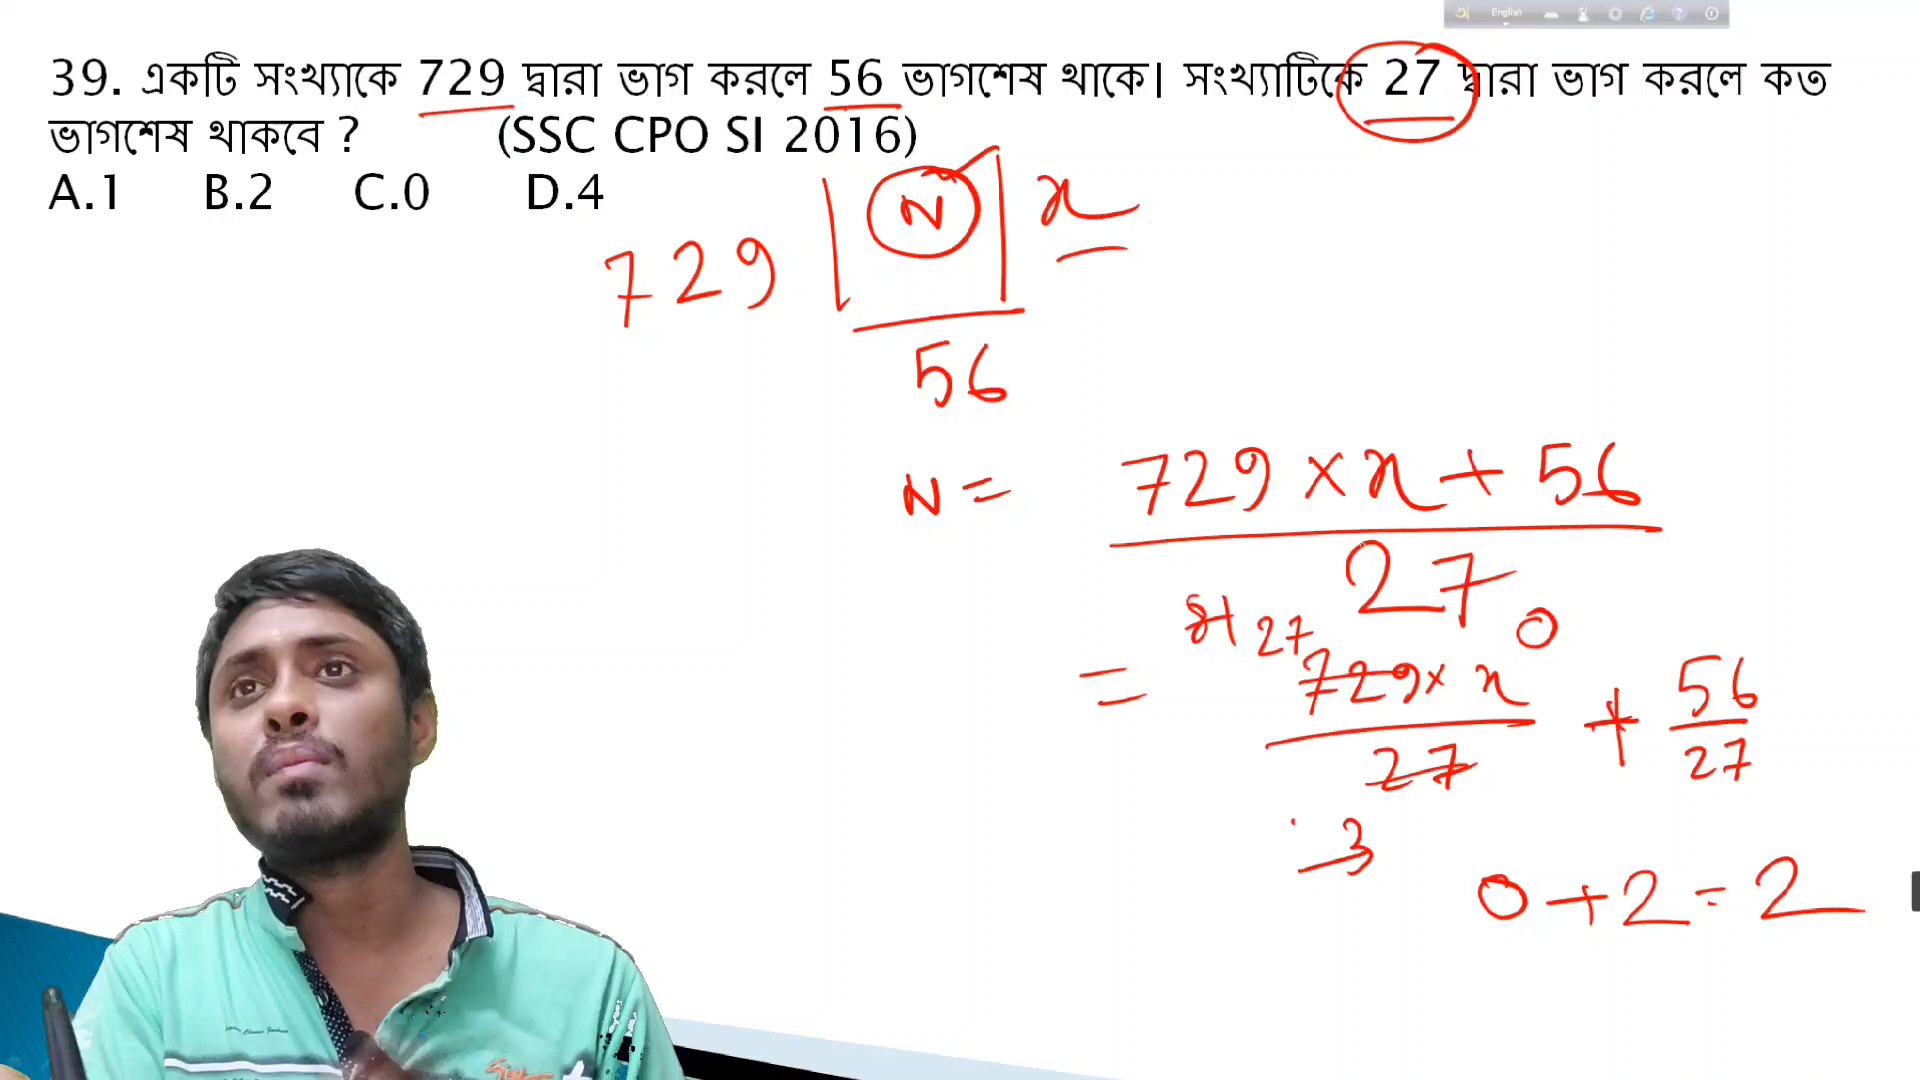 English
39. একটি সংখ্যাকে 729 দ্বারা ভাগ করলে 56 ভাগশেষ থাকে। সংখ্যাটিকে 27 দ্বারা ভাগ করলে কত
ভাগশেষ থাকবে ? (SSC CPO SI 2016)
A.1 B.2 C.0 D.4
729 N x
56
N = 729 × x + 56
27
27 0
= 729 × x + 56
27 27
3
0 + 2 = 2